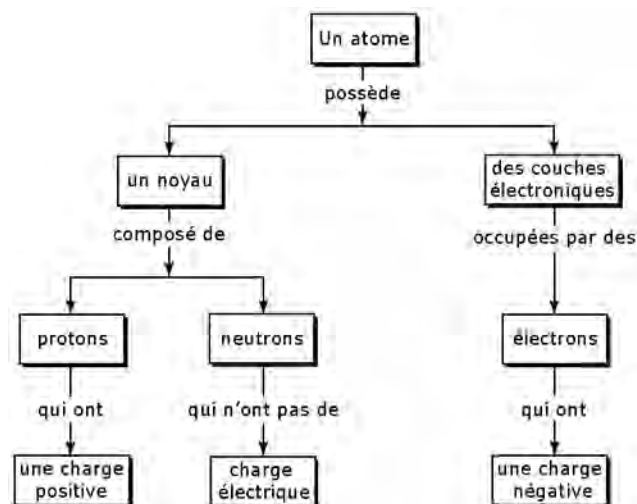 Un atome
possède
un noyau
des couches
électroniques
composé de
occupées par des
protons
neutrons
électrons
qui ont
qui n'ont pas de
qui ont
une charge
positive
charge
électrique
une charge
négative